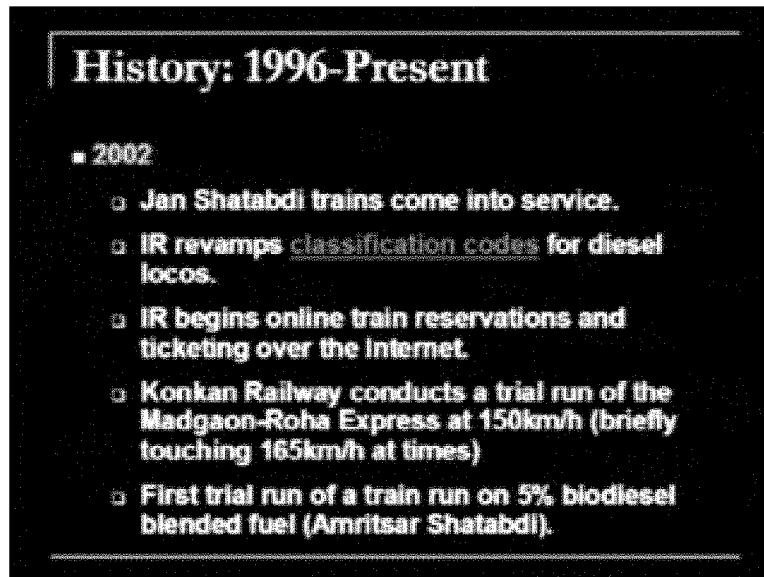 History: 1996-Present
2002
Jan Shatabdi trains come into service.
IR revamps classification codes for diesel
locos.
IR begins online train reservations and
ticketing over the Internet.
Konkan Railway conducts a trial run of the
Madgaon-Roha Express at 150km/h (briefly
touching 165km/h at times)
First trial run of a train run on 5% biodiesel
blended fuel (Amritsar Shatabdi).